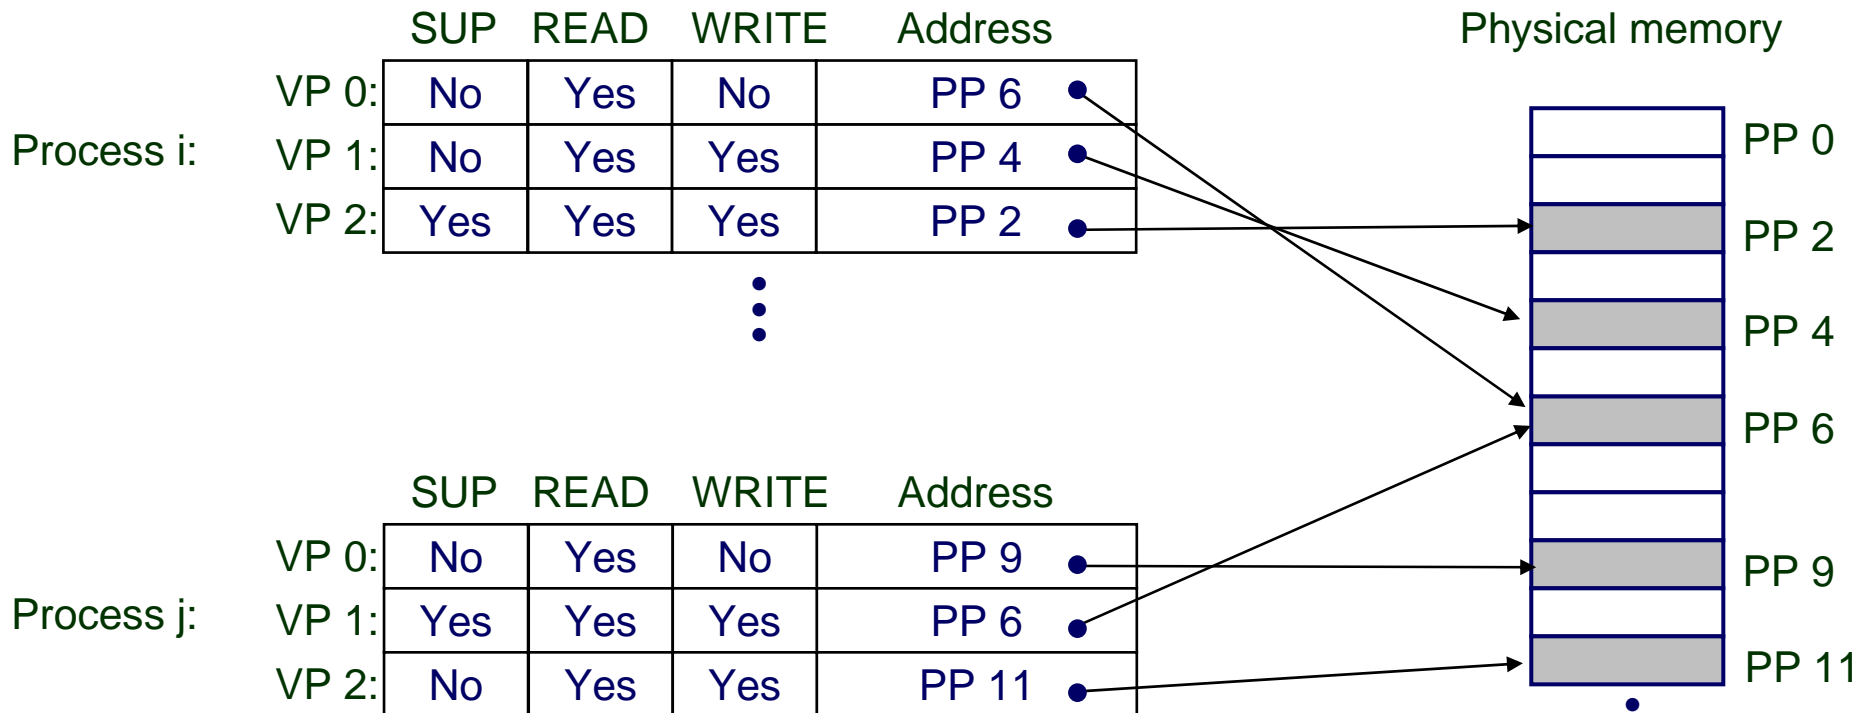 SUP READ WRITE Address Physical memory
VP 0: No Yes No PP 6
PP 0
Process i: VP 1: No Yes Yes PP 4
VP 2: Yes Yes Yes PP 2
PP 2
PP 4
PP 6
SUP READ WRITE Address
VP 0: No Yes No PP 9
PP 9
Process j: VP 1: Yes Yes Yes PP 6
VP 2: No Yes Yes PP 11
PP 11